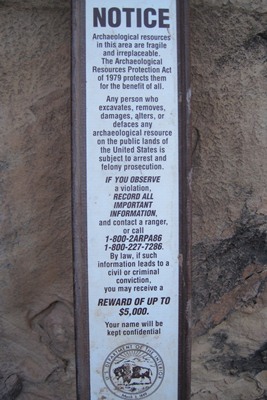 NOTICE
Archaeological resources
in this area are fragile
and irreplaceable.
The Archaeological
Resources Protection Act
of 1979 protects them
for the benefit of all.
Any person who
excavates, removes,
damages, alters, or
defaces any
archaeological resource
on the public lands of
the United States is
subject to arrest and
felony prosecution.
IF YOU OBSERVE
a violation,
RECORD ALL
IMPORTANT
INFORMATION,
and contact a ranger,
or call
1-800-2ARPA86
1-800-227-7286.
By law, if such
information leads to a
civil or criminal
conviction,
you may receive a
REWARD OF UP TO
$5,000.
Your name will be
kept confidential
U.S. DEPARTMENT OF THE INTERIOR